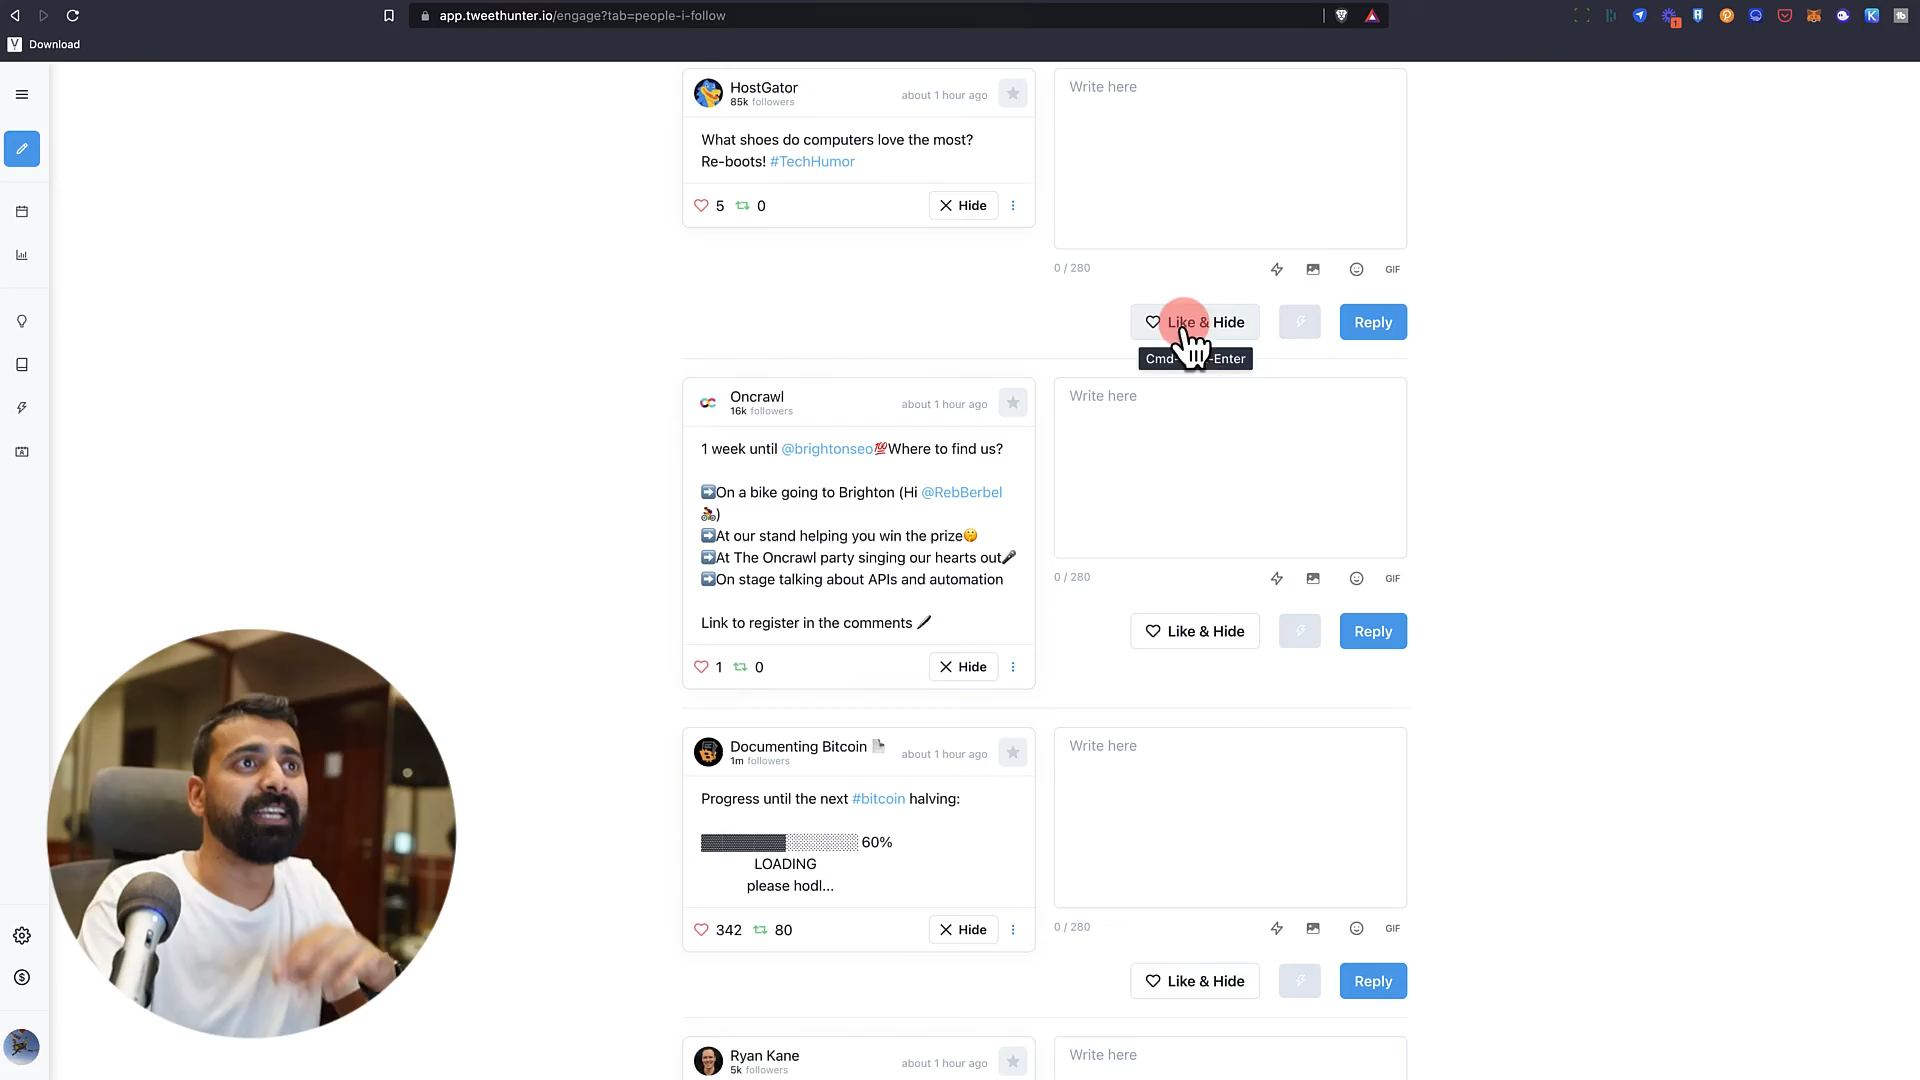 app.tweethunter.io/engage?tab=people-i-follow
1
Download
HostGator
85k followers
about 1 hour ago
What shoes do computers love the most?
Re-boots! #TechHumor
5 0
Hide
Write here
0 / 280
GIF
Like & Hide
Reply
Enter
Oncrawl
16k followers
about 1 hour ago
1 week until @brightonseo💯Where to find us?
➡️On a bike going to Brighton (Hi @RebBerbel
🚴)
➡️At our stand helping you win the prize🤫
➡️At The Oncrawl party singing our hearts out🎤
➡️On stage talking about APIs and automation
Link to register in the comments
1 0
Hide
Write here
0 / 280
GIF
Like & Hide
Reply
Documenting Bitcoin
1m followers
about 1 hour ago
Progress until the next #bitcoin halving:
60%
LOADING
please hodl...
342 80
Hide
Write here
0 / 280
GIF
Like & Hide
Reply
Ryan Kane
5k followers
about 1 hour ago
Write here